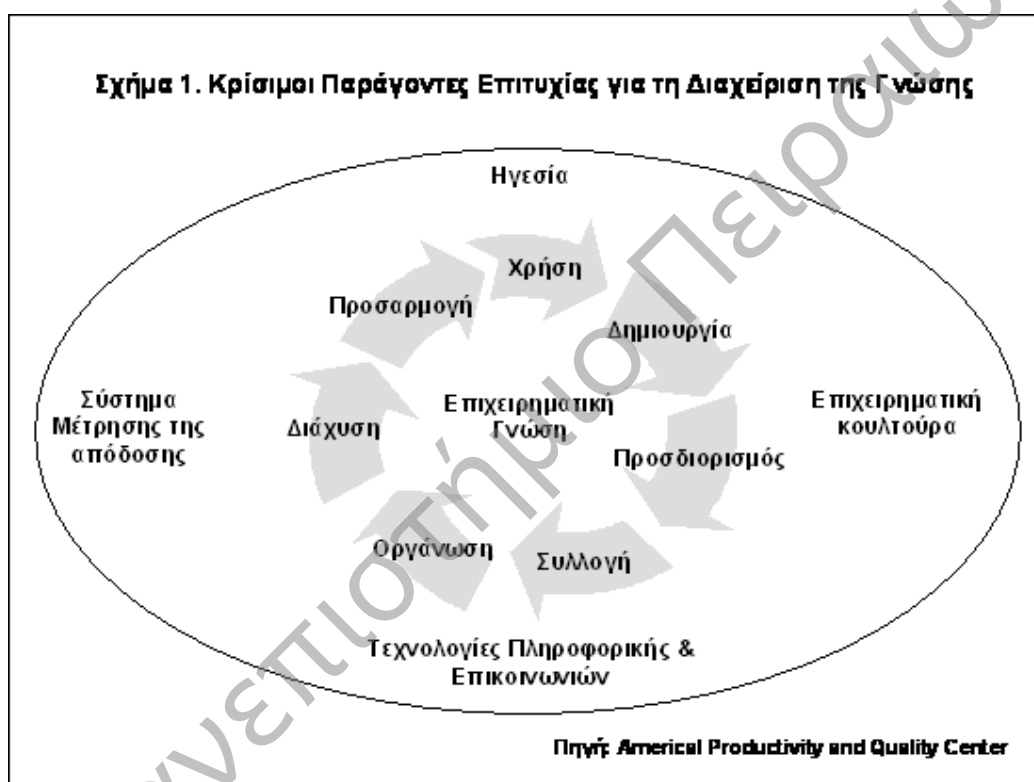 Σχήμα 1. Κρίσιμοι Παράγοντες Επιτυχίας για τη Διαχείριση της Γνώσης
Ηγεσία
Χρήση
Προσαρμογή
Δημιουργία
Σύστημα
Μέτρησης της
απόδοσης
Διάχυση
Επιχειρηματική
Γνώση
Επιχειρηματική
κουλτούρα
Προσδιορισμός
Οργάνωση
Συλλογή
Τεχνολογίες Πληροφορικής &
Επικοινωνιών
Πηγή: Americal Productivity and Quality Center